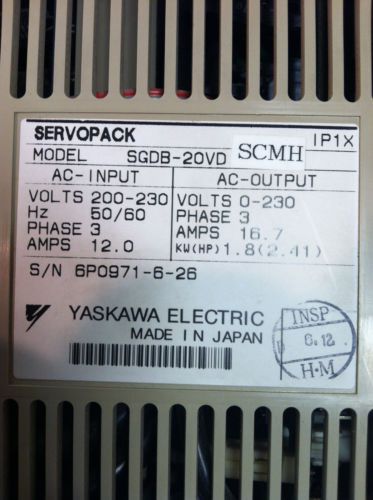 SERVOPACK IP1X
MODEL SGDB-20VD SCMH
AC-INPUT AC-OUTPUT
VOLTS 200-230 VOLTS 0-230
Hz 50/60 PHASE 3
PHASE 3 AMPS 16.7
AMPS 12.0 KW(HP) 1.8(2.41)
S/N 6P0971-6-26
YASKAWA ELECTRIC
MADE IN JAPAN
INSP
6.12.
H·M